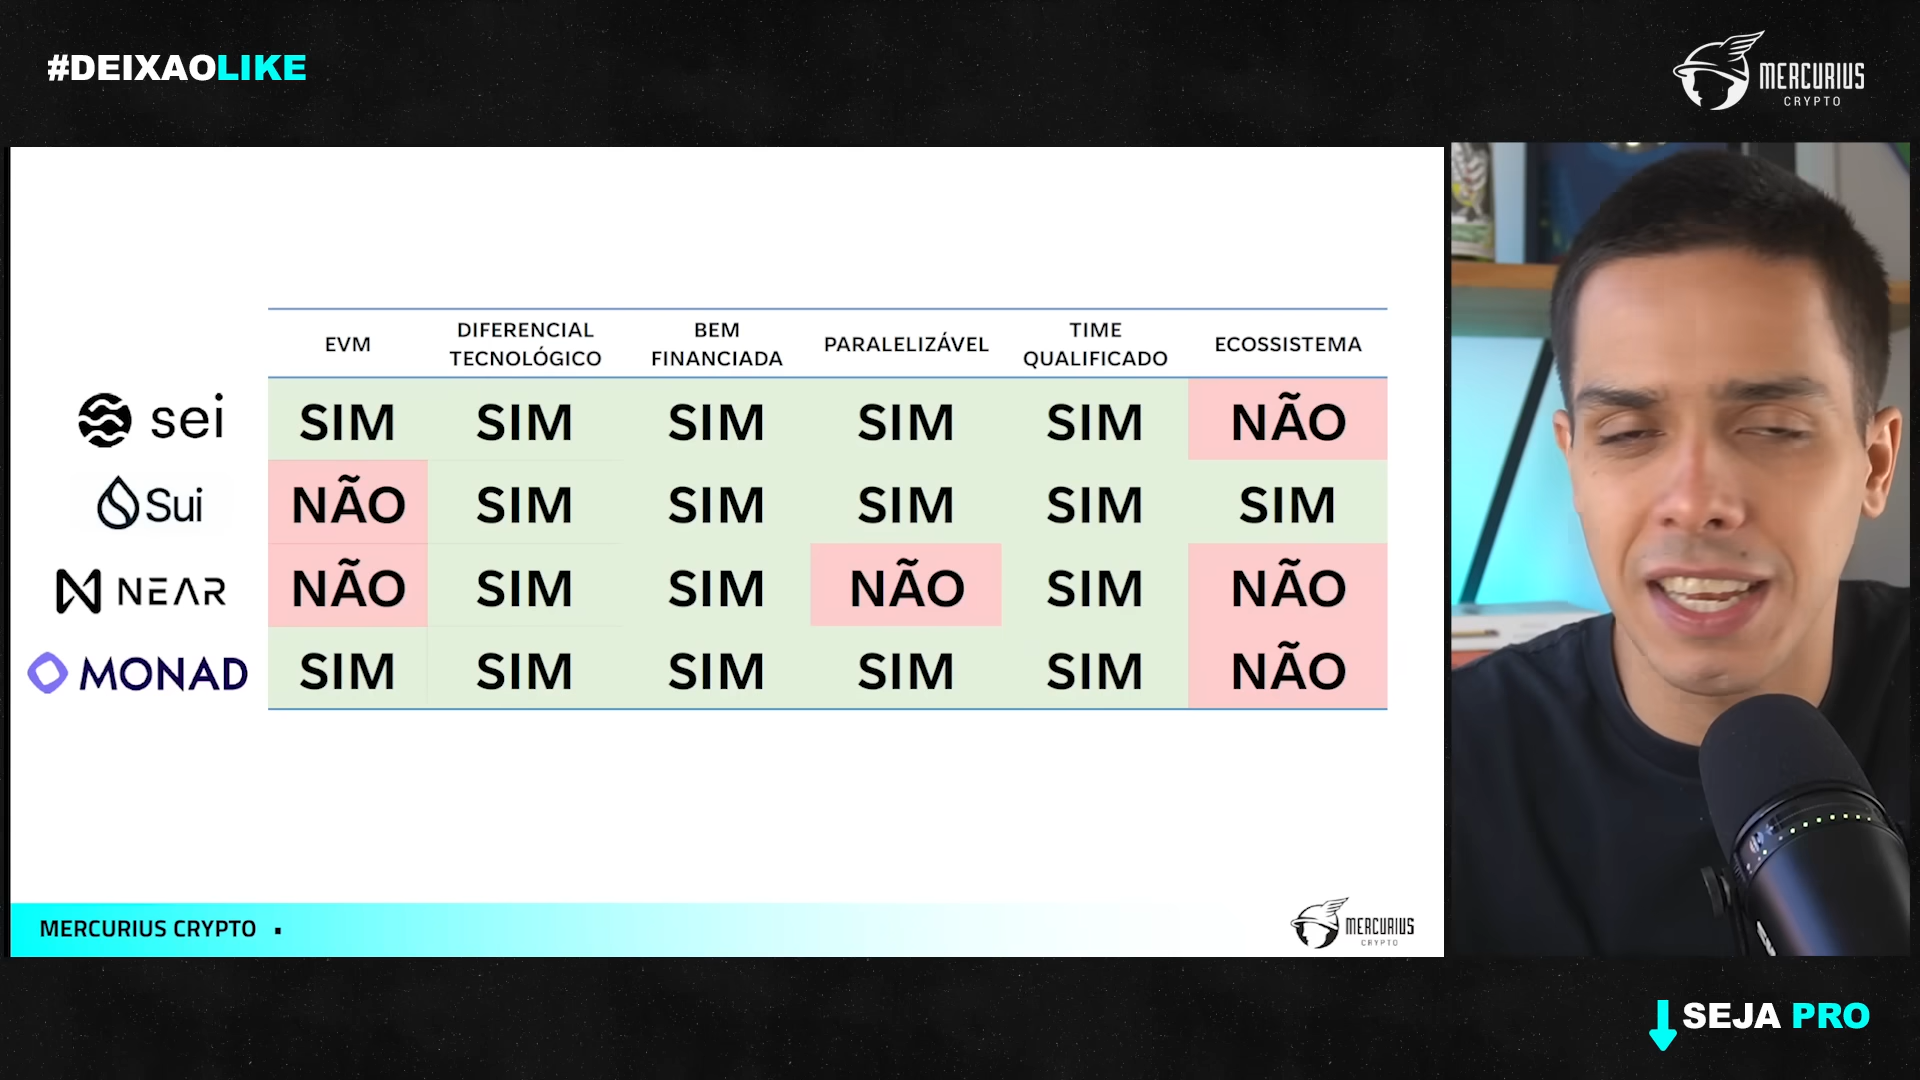 #DEIXAOLIKE
MERCURIUS
CRYPTO
EVM
DIFERENCIAL
TECNOLÓGICO
BEM
FINANCIADA
PARALELIZÁVEL
TIME
QUALIFICADO
ECOSSISTEMA
sei SIM SIM SIM SIM SIM NÃO
Sui NÃO SIM SIM SIM SIM SIM
NEAR NÃO SIM SIM NÃO SIM NÃO
MONAD SIM SIM SIM SIM SIM NÃO
MERCURIUS CRYPTO
MERCURIUS
CRYPTO
SEJA PRO